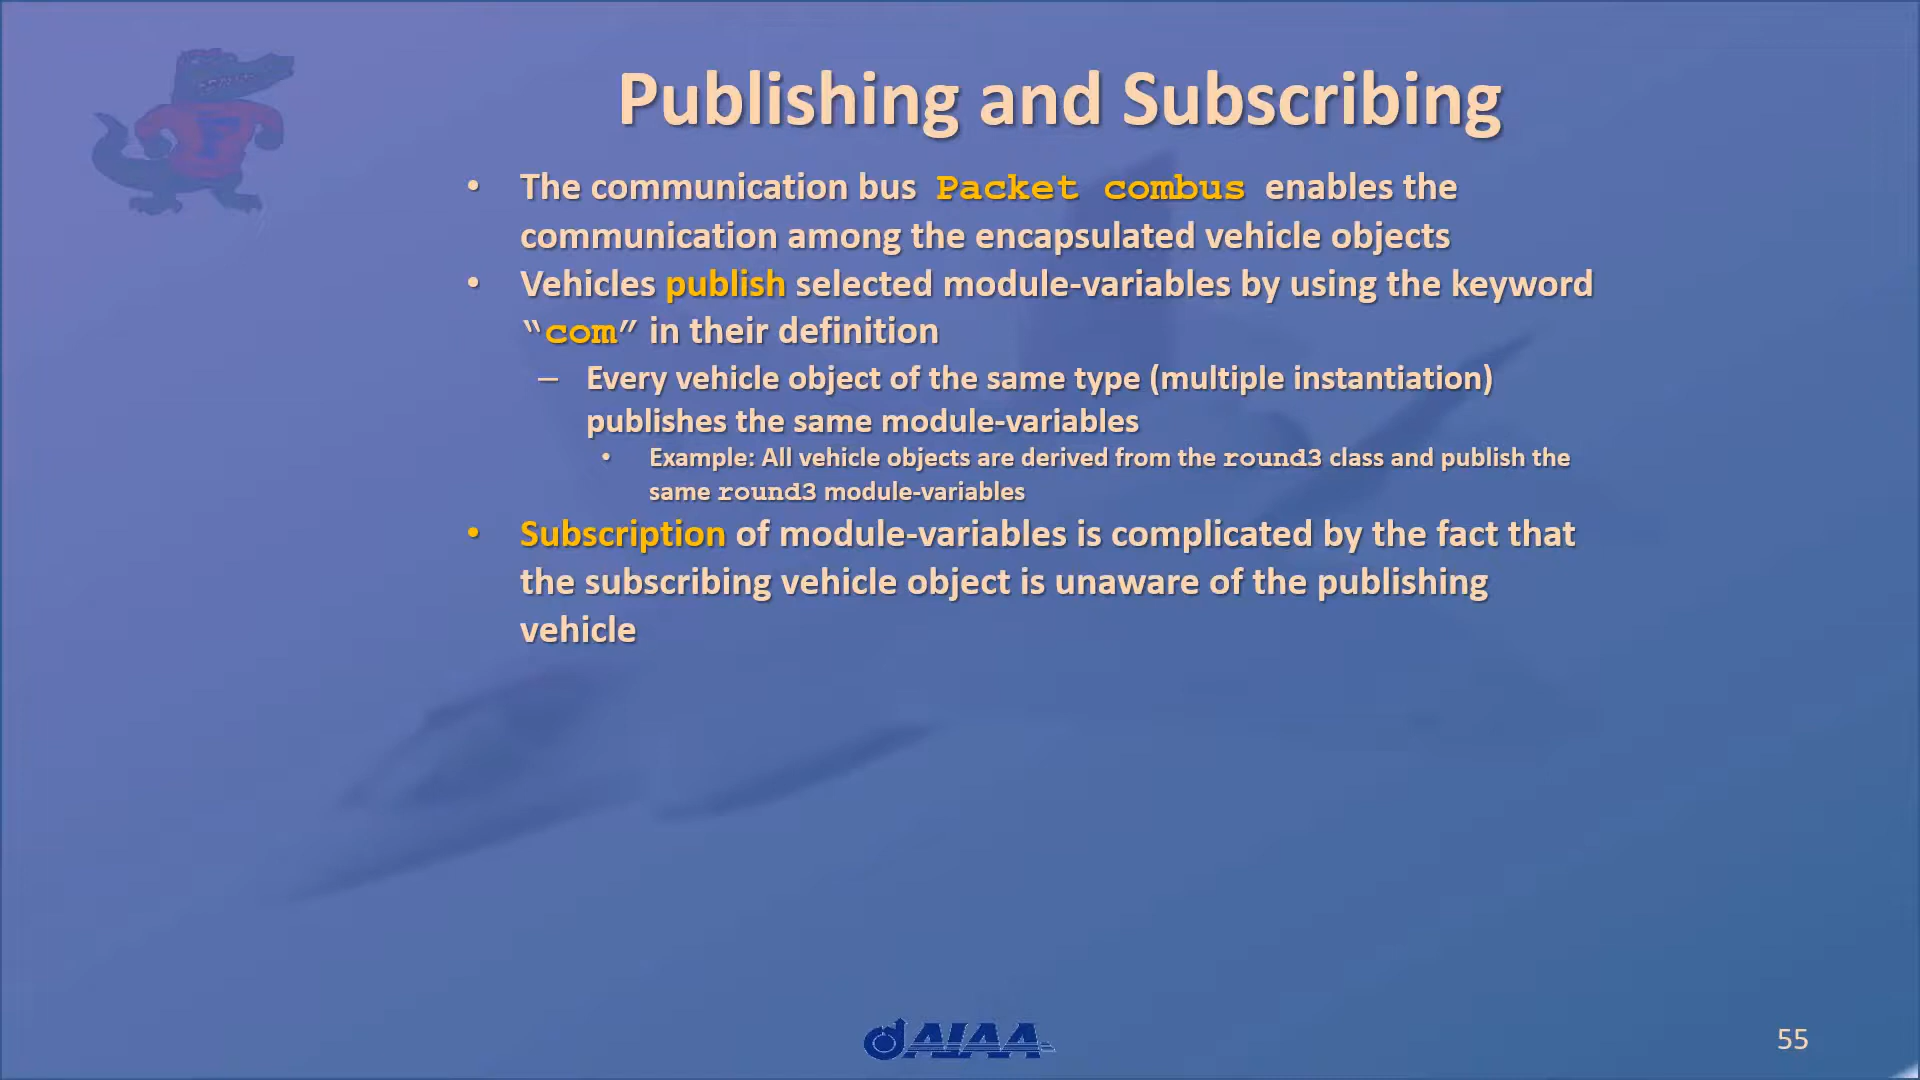 Publishing and Subscribing
• The communication bus Packet combus enables the
communication among the encapsulated vehicle objects
• Vehicles publish selected module-variables by using the keyword
“com” in their definition
– Every vehicle object of the same type (multiple instantiation)
publishes the same module-variables
• Example: All vehicle objects are derived from the round3 class and publish the
same round3 module-variables
• Subscription of module-variables is complicated by the fact that
the subscribing vehicle object is unaware of the publishing
vehicle
F
AIAA
55